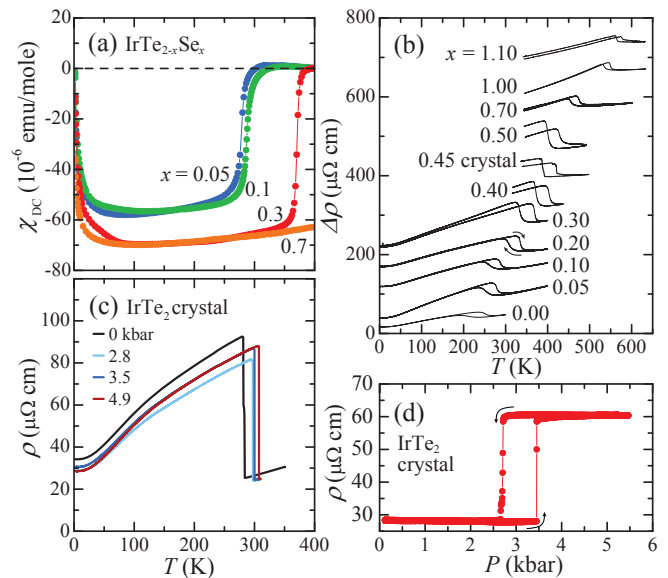 (a) IrTe2-xSex
χDC (10-6 emu/mole)
0
-20
-40
-60
-80
x = 0.05
0.1
0.3
0.7
(b)
Δρ (μΩ cm)
800
600
400
200
0
x = 1.10
1.00
0.70
0.50
0.45 crystal
0.40
0.30
0.20
0.10
0.05
0.00
0 100 200 300 400 500 600
T (K)
(c) IrTe2 crystal
ρ (μΩ cm)
100
80
60
40
20
0
0 kbar
2.8
3.5
4.9
0 100 200 300 400
T (K)
(d)
IrTe2
crystal
ρ (μΩ cm)
60
50
40
30
0 1 2 3 4 5 6
P (kbar)